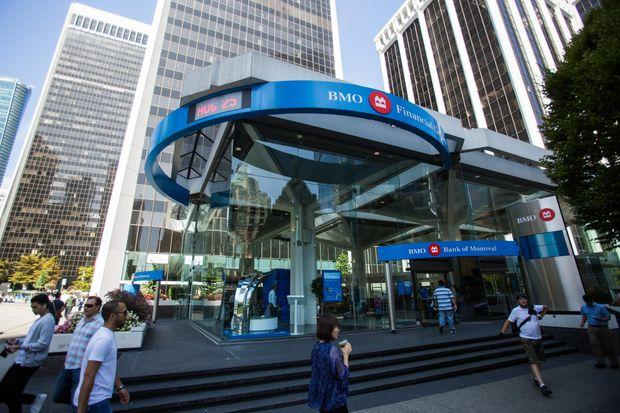 AUG 25
BMO Financial
BMO
BMO Bank of Montreal